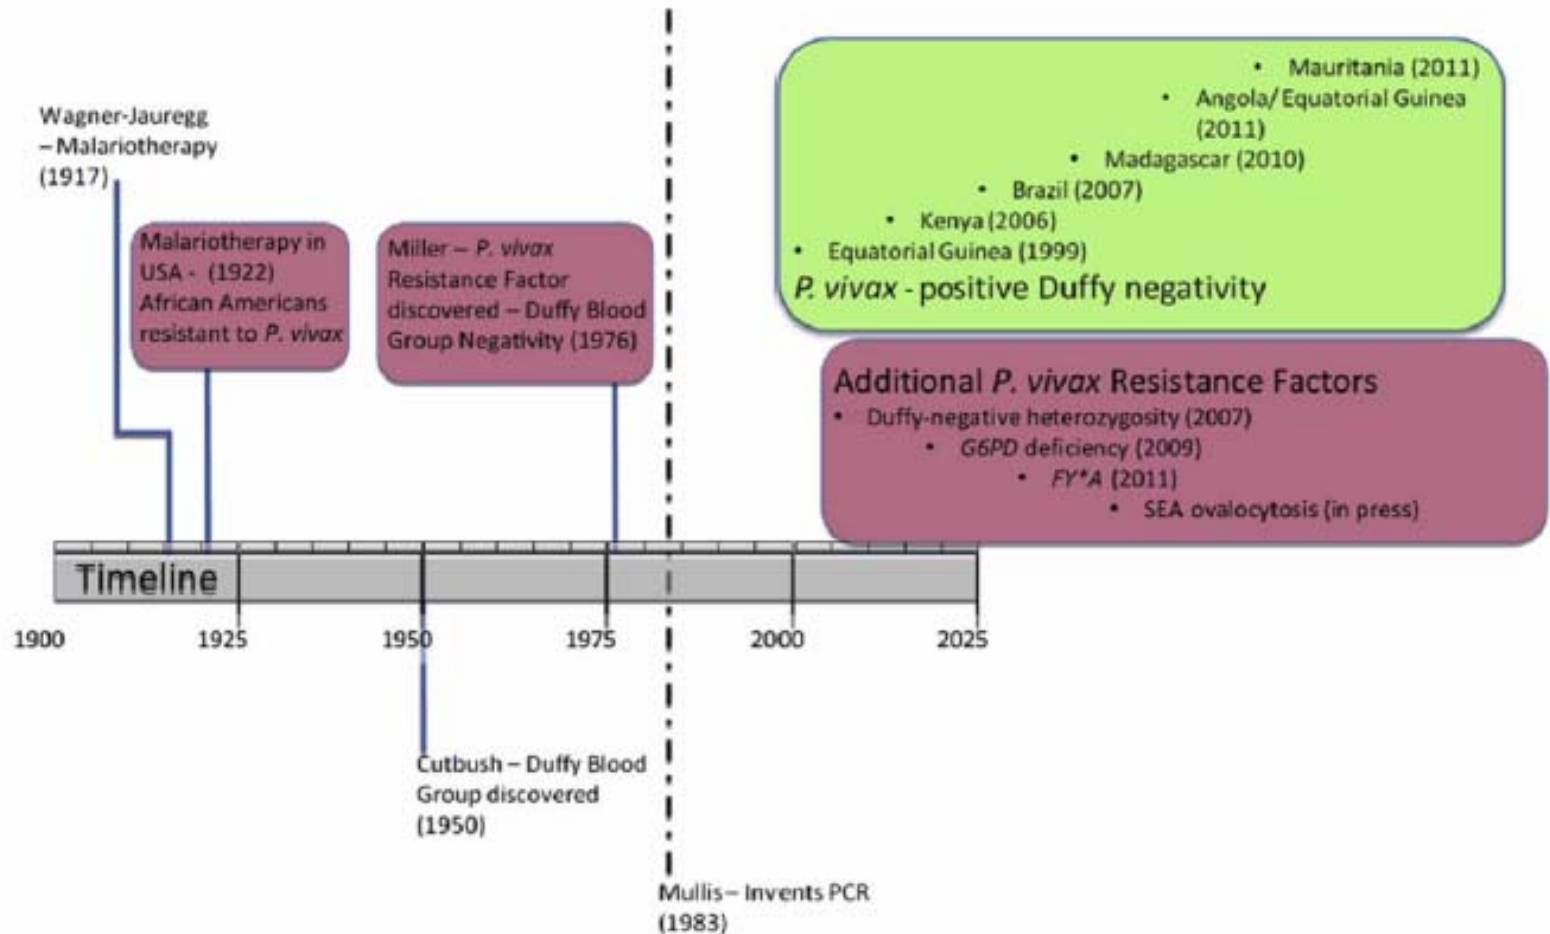 Wagner-Jauregg
– Malariotherapy
(1917)
Malariotherapy in
USA - (1922)
African Americans
resistant to P. vivax
Miller – P. vivax
Resistance Factor
discovered – Duffy Blood
Group Negativity (1976)
• Mauritania (2011)
• Angola/ Equatorial Guinea
(2011)
• Madagascar (2010)
• Brazil (2007)
• Kenya (2006)
• Equatorial Guinea (1999)
P. vivax - positive Duffy negativity
Additional P. vivax Resistance Factors
• Duffy-negative heterozygosity (2007)
• G6PD deficiency (2009)
• FY*A (2011)
• SEA ovalocytosis (in press)
Timeline
1900 1925 1950 1975 2000 2025
Cutbush – Duffy Blood
Group discovered
(1950)
Mullis – Invents PCR
(1983)